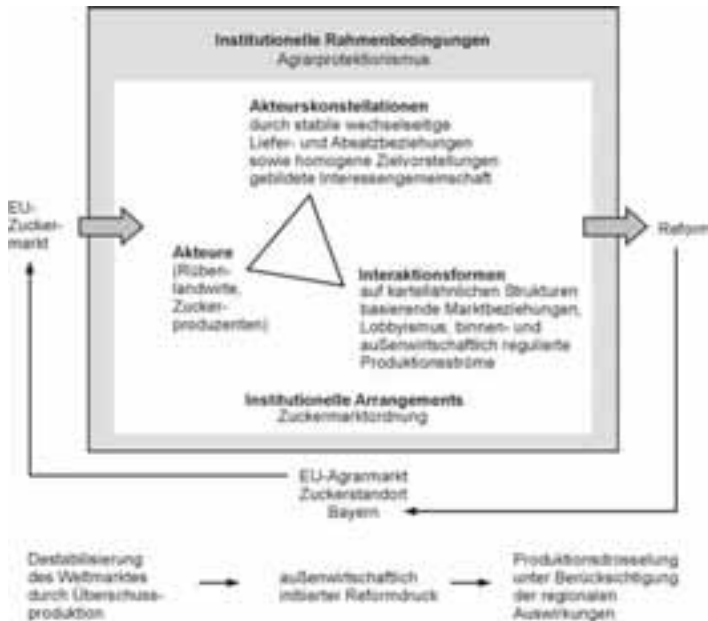 Institutionelle Rahmenbedingungen
Agrarprotektionismus
Akteurskonstellationen
durch stabile wechselseitige
Liefer- und Absatzbeziehungen
sowie homogene Zielvorstellungen
gebildete Interessengemeinschaft
EU-
Zucker-
markt
Reform
Akteure
(Rüben-
landwirte,
Zucker-
produzenten)
Interaktionsformen
auf kartellähnlichen Strukturen
basierende Marktbeziehungen,
Lobbyismus, binnen- und
außenwirtschaftlich regulierte
Produktionsströme
Institutionelle Arrangements
Zuckermarktordnung
EU-Agrarmarkt
Zuckerstandort
Bayern
Destabilisierung
des Weltmarktes
durch Überschuss-
produktion
außenwirtschaftlich
initiierter Reformdruck
Produktionsdrosselung
unter Berücksichtigung
der regionalen
Auswirkungen